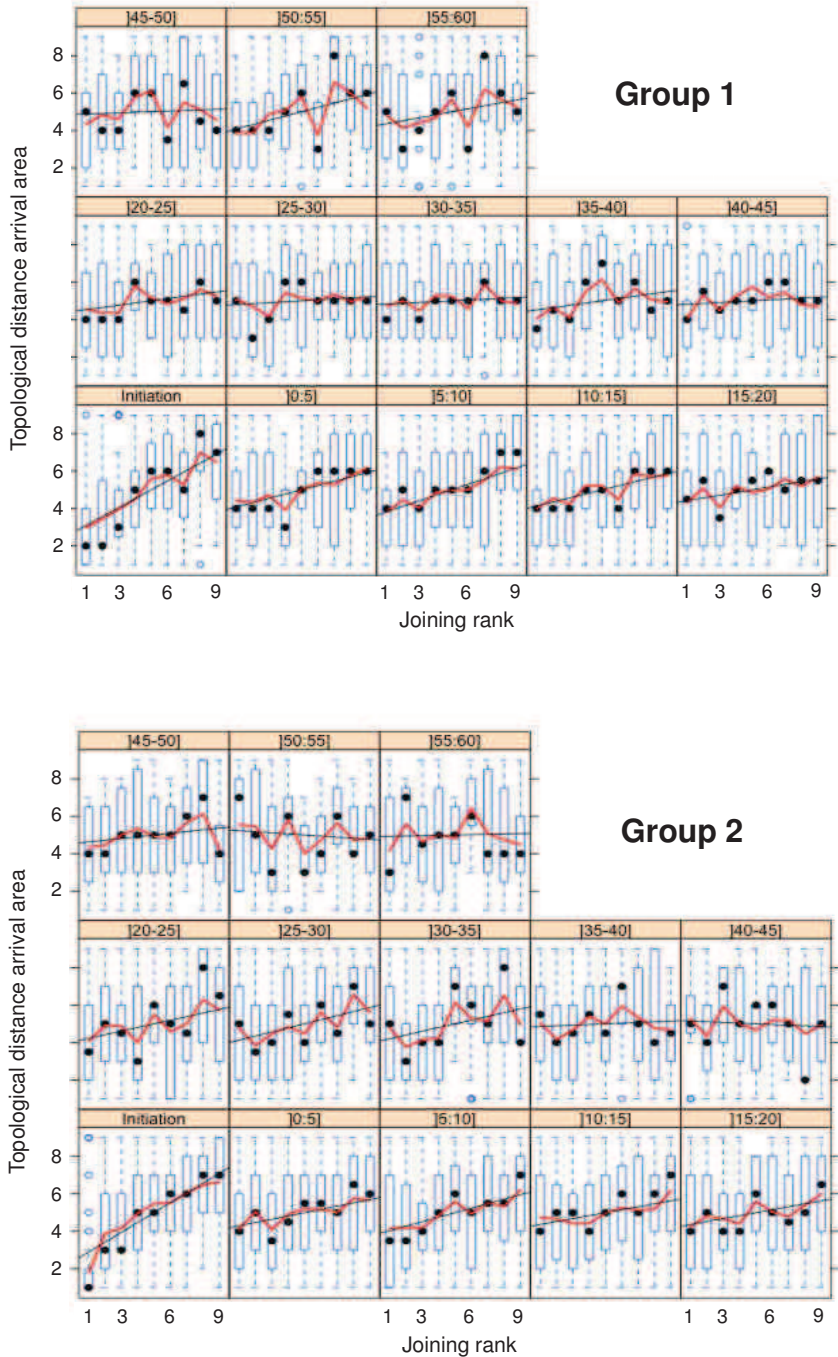 ]45-50] ]50:55] ]55:60]
Group 1
8
6
4
2
]20-25] ]25-30] ]30-35] ]35-40] ]40-45]
Topological distance arrival area
Initiation ]0:5] ]5:10] ]10:15] ]15:20]
8
6
4
2
1 3 6 9 1 3 6 9 1 3 6 9
Joining rank
]45-50] ]50:55] ]55:60]
Group 2
8
6
4
2
]20-25] ]25-30] ]30-35] ]35-40] ]40-45]
Topological distance arrival area
Initiation ]0:5] ]5:10] ]10:15] ]15:20]
8
6
4
2
1 3 6 9 1 3 6 9 1 3 6 9
Joining rank